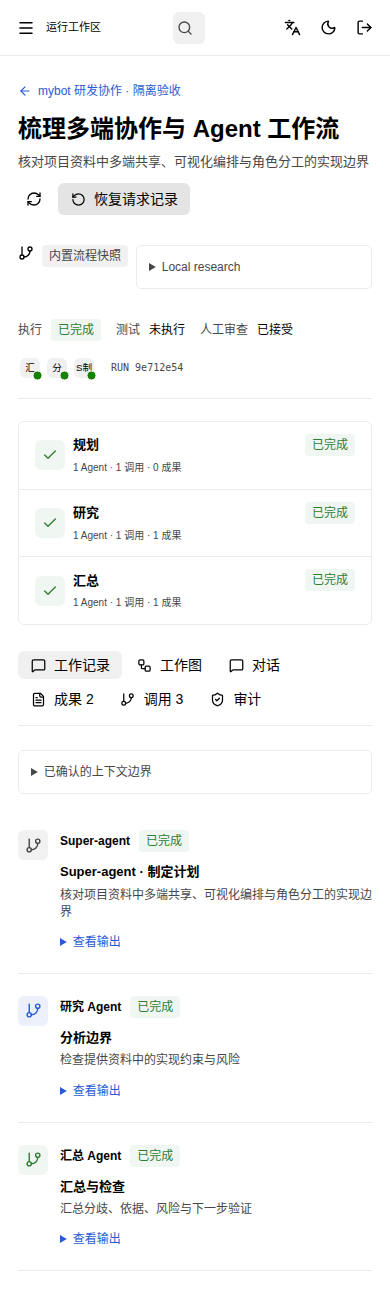 运行工作区
mybot 研发协作 · 隔离验收
梳理多端协作与 Agent 工作流
核对项目资料中多端共享、可视化编排与角色分工的实现边界
恢复请求记录
内置流程快照
Local research
执行 已完成 测试 未执行 人工审查 已接受
汇 分 S制 RUN 9e712e54
规划 已完成
1 Agent · 1 调用 · 0 成果
研究 已完成
1 Agent · 1 调用 · 1 成果
汇总 已完成
1 Agent · 1 调用 · 1 成果
工作记录 工作图 对话
成果 2 调用 3 审计
已确认的上下文边界
Super-agent 已完成
Super-agent · 制定计划
核对项目资料中多端共享、可视化编排与角色分工的实现边
界
查看输出
研究 Agent 已完成
分析边界
检查提供资料中的实现约束与风险
查看输出
汇总 Agent 已完成
汇总与检查
汇总分歧、依据、风险与下一步验证
查看输出